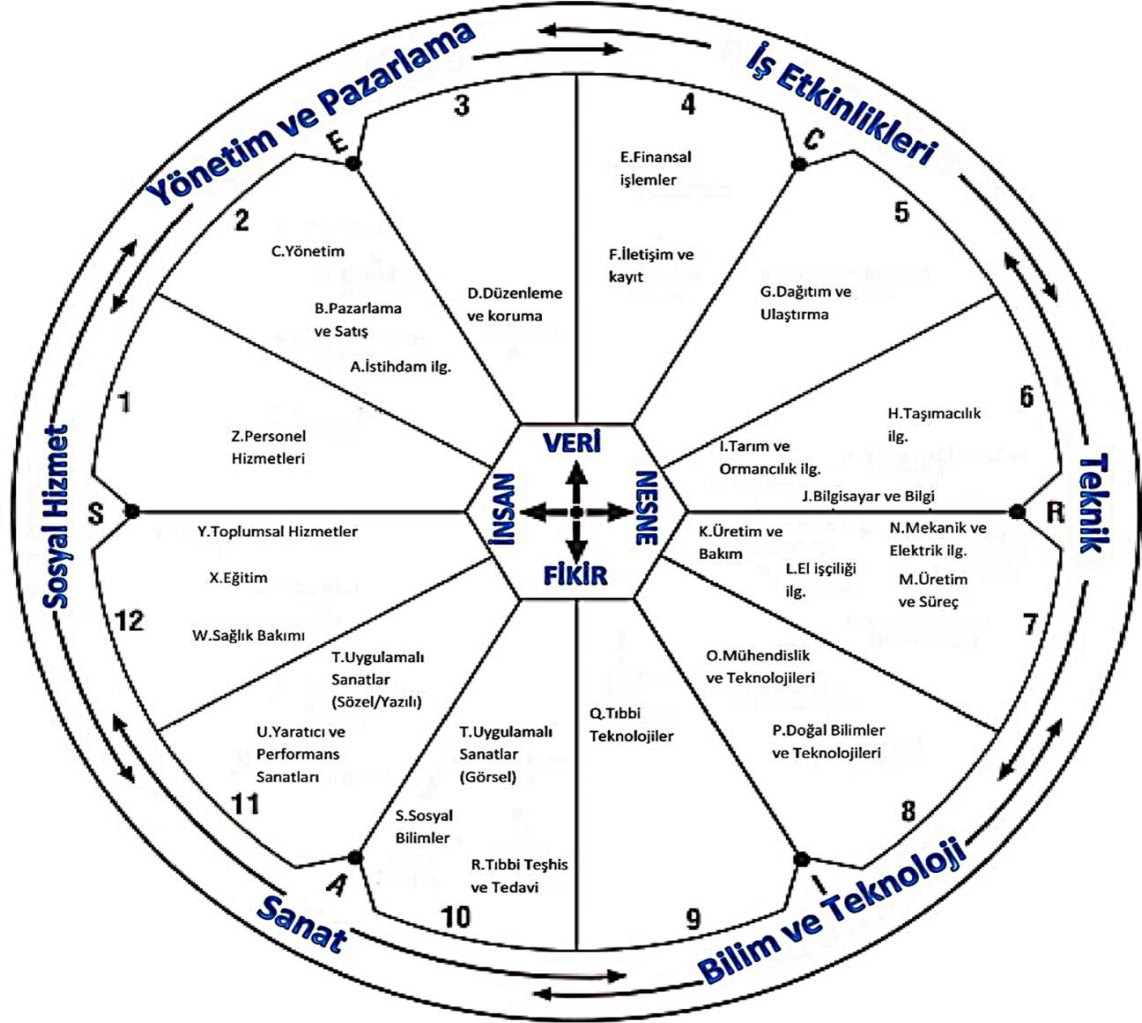 Yönetim ve Pazarlama
İş Etkinlikleri
3
4
E
C
2
5
E.Finansal
işlemler
C.Yönetim
F.İletişim ve
kayıt
D.Düzenleme
ve koruma
G.Dağıtım ve
Ulaştırma
B.Pazarlama
ve Satış
A.İstihdam ilg.
1
6
H.Taşımacılık
ilg.
Z.Personel
Hizmetleri
VERİ
I.Tarım ve
Ormancılık ilg.
J.Bilgisayar ve Bilgi
Sosyal Hizmet
S
İNSAN
NESNE
R
Teknik
Y.Toplumsal Hizmetler
K.Üretim ve
Bakım
N.Mekanik ve
Elektrik ilg.
FİKİR
X.Eğitim
L.El işçiliği
ilg.
M.Üretim
ve Süreç
12
7
W.Sağlık Bakımı
T.Uygulamalı
Sanatlar
(Sözel/Yazılı)
O.Mühendislik
ve Teknolojileri
U.Yaratıcı ve
Performans
Sanatları
T.Uygulamalı
Sanatlar
(Görsel)
Q.Tıbbi
Teknolojiler
P.Doğal Bilimler
ve Teknolojileri
11
8
S.Sosyal
Bilimler
R.Tıbbi Teşhis
ve Tedavi
A
I
10
9
Sanat
Bilim ve Teknoloji